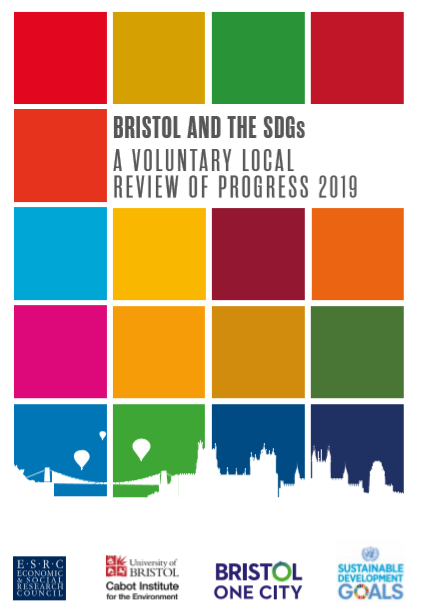 BRISTOL AND THE SDGs
A VOLUNTARY LOCAL
REVIEW OF PROGRESS 2019
E·S·R·C
ECONOMIC
& SOCIAL
RESEARCH
COUNCIL
University of
BRISTOL
Cabot Institute
for the Environment
BRISTOL
ONE CITY
SUSTAINABLE
DEVELOPMENT
GOALS